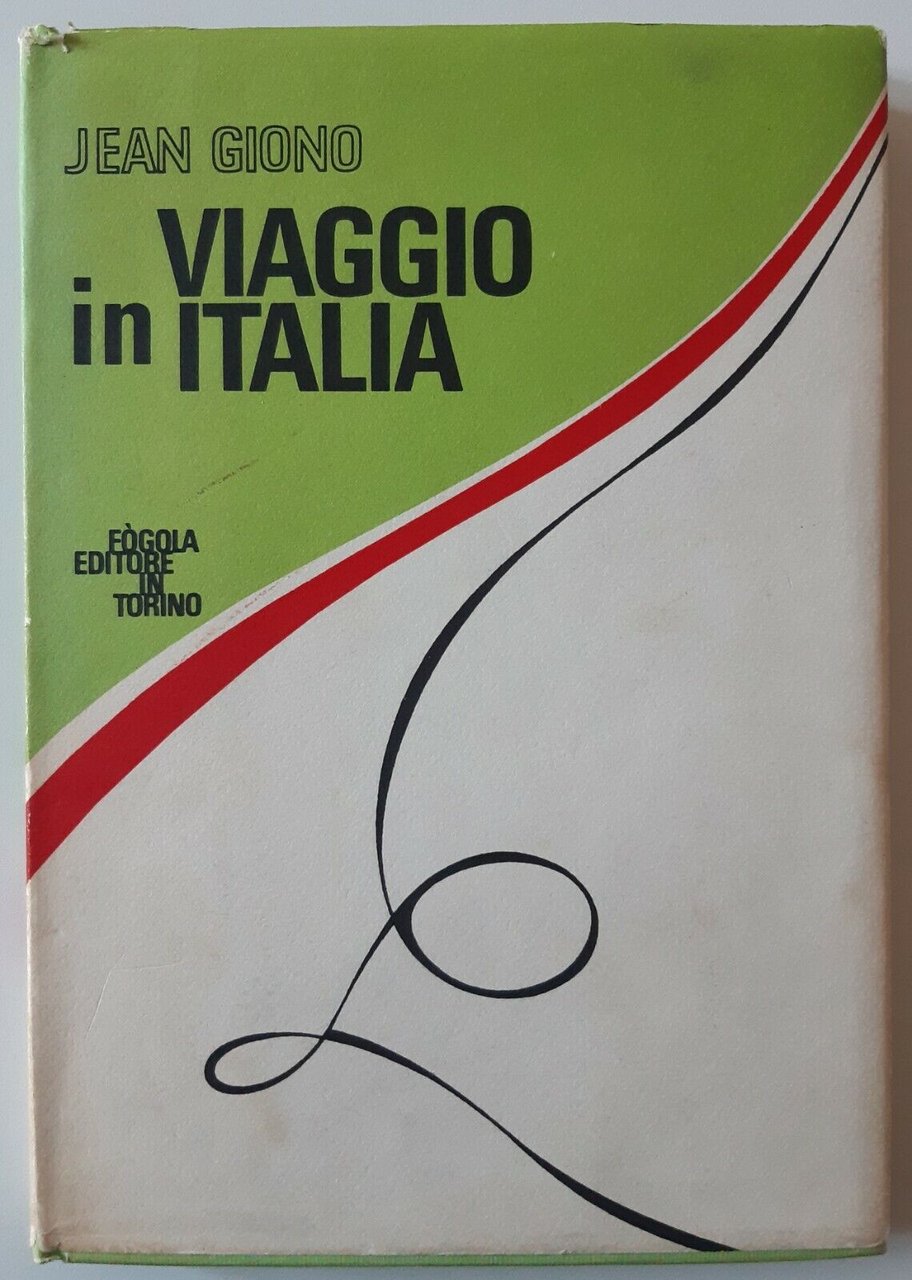 JEAN GIONO
VIAGGIO
in ITALIA
FÒGOLA
EDITORE
IN
TORINO